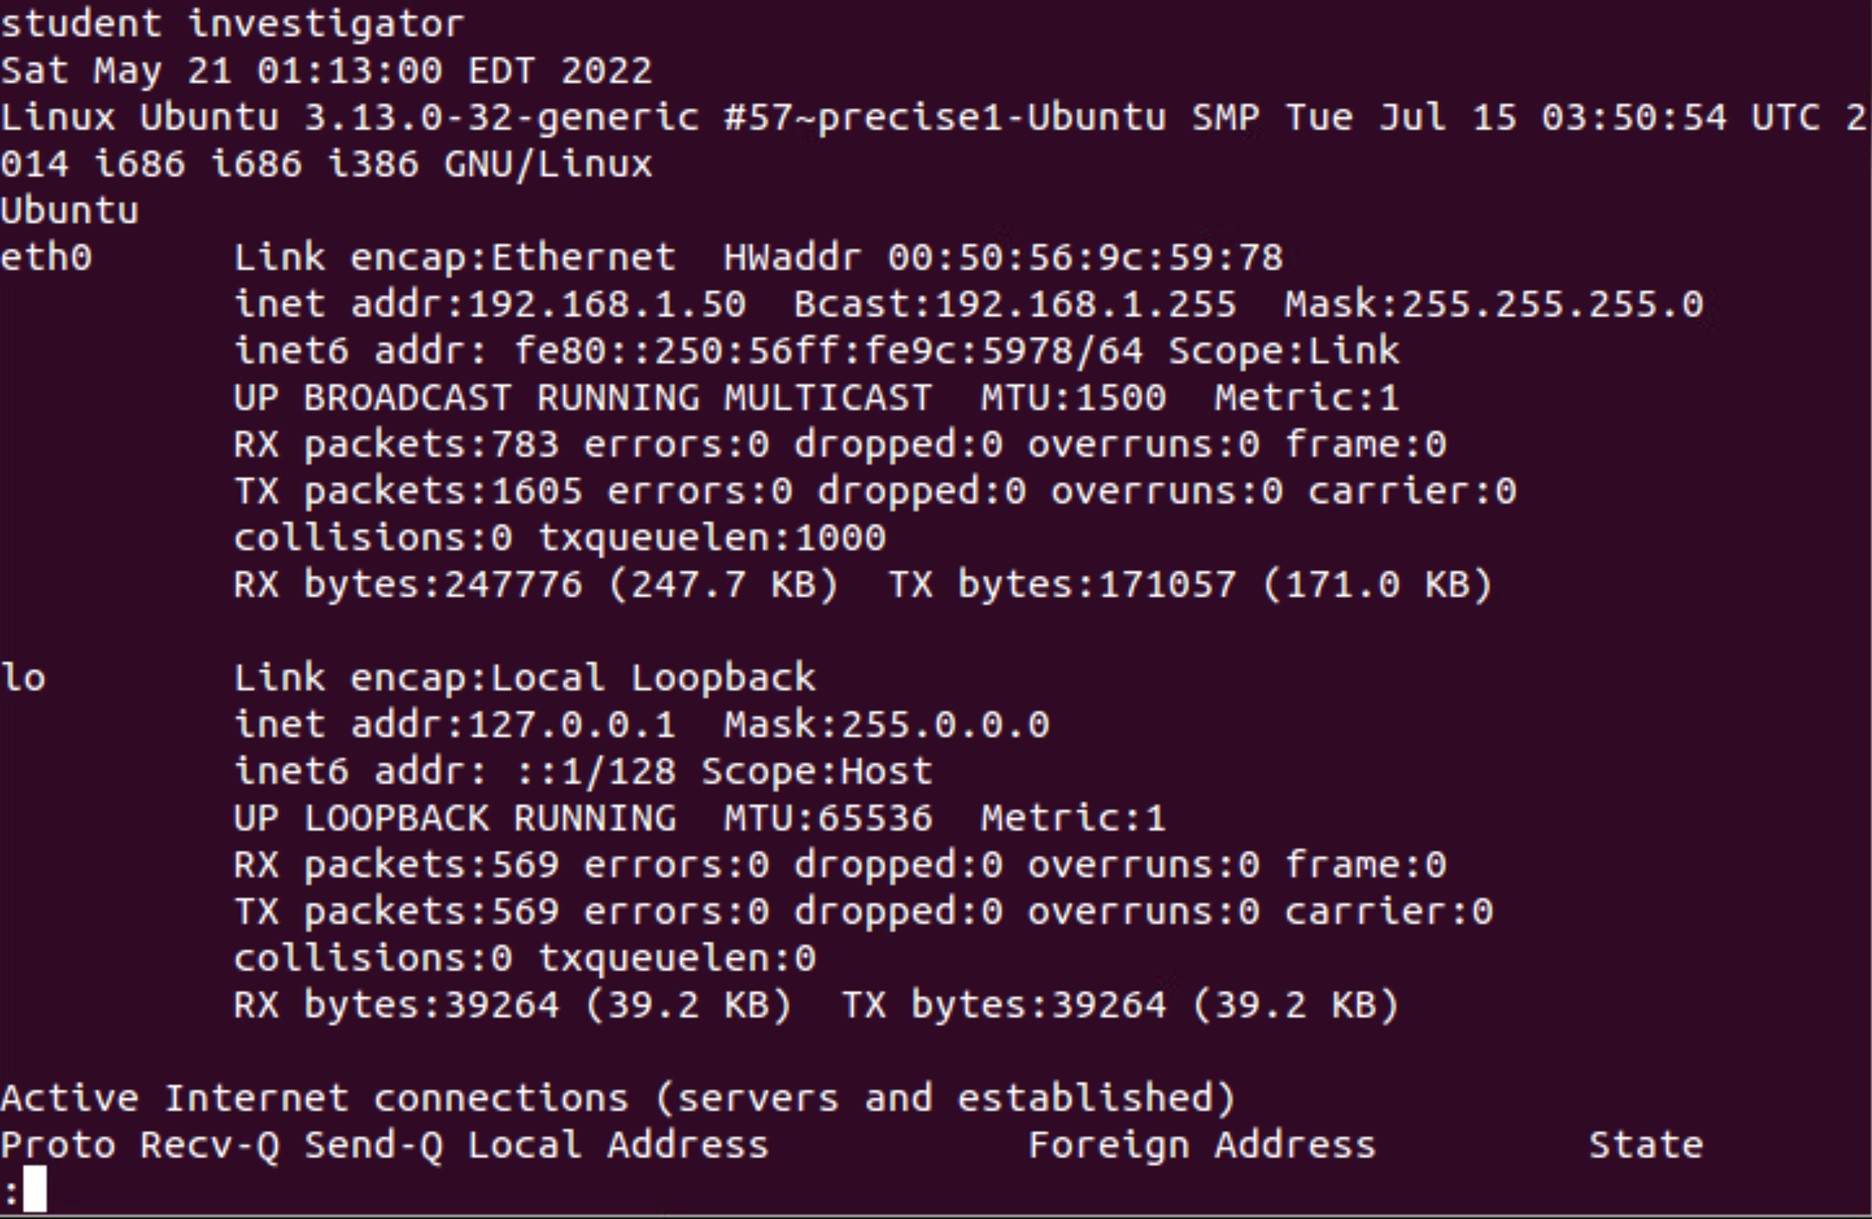 student investigator
Sat May 21 01:13:00 EDT 2022
Linux Ubuntu 3.13.0-32-generic #57~precise1-Ubuntu SMP Tue Jul 15 03:50:54 UTC 2
014 i686 i686 i386 GNU/Linux
Ubuntu
eth0      Link encap:Ethernet  HWaddr 00:50:56:9c:59:78
          inet addr:192.168.1.50  Bcast:192.168.1.255  Mask:255.255.255.0
          inet6 addr: fe80::250:56ff:fe9c:5978/64 Scope:Link
          UP BROADCAST RUNNING MULTICAST  MTU:1500  Metric:1
          RX packets:783 errors:0 dropped:0 overruns:0 frame:0
          TX packets:1605 errors:0 dropped:0 overruns:0 carrier:0
          collisions:0 txqueuelen:1000
          RX bytes:247776 (247.7 KB)  TX bytes:171057 (171.0 KB)

lo        Link encap:Local Loopback
          inet addr:127.0.0.1  Mask:255.0.0.0
          inet6 addr: ::1/128 Scope:Host
          UP LOOPBACK RUNNING  MTU:65536  Metric:1
          RX packets:569 errors:0 dropped:0 overruns:0 frame:0
          TX packets:569 errors:0 dropped:0 overruns:0 carrier:0
          collisions:0 txqueuelen:0
          RX bytes:39264 (39.2 KB)  TX bytes:39264 (39.2 KB)

Active Internet connections (servers and established)
Proto Recv-Q Send-Q Local Address           Foreign Address         State
: